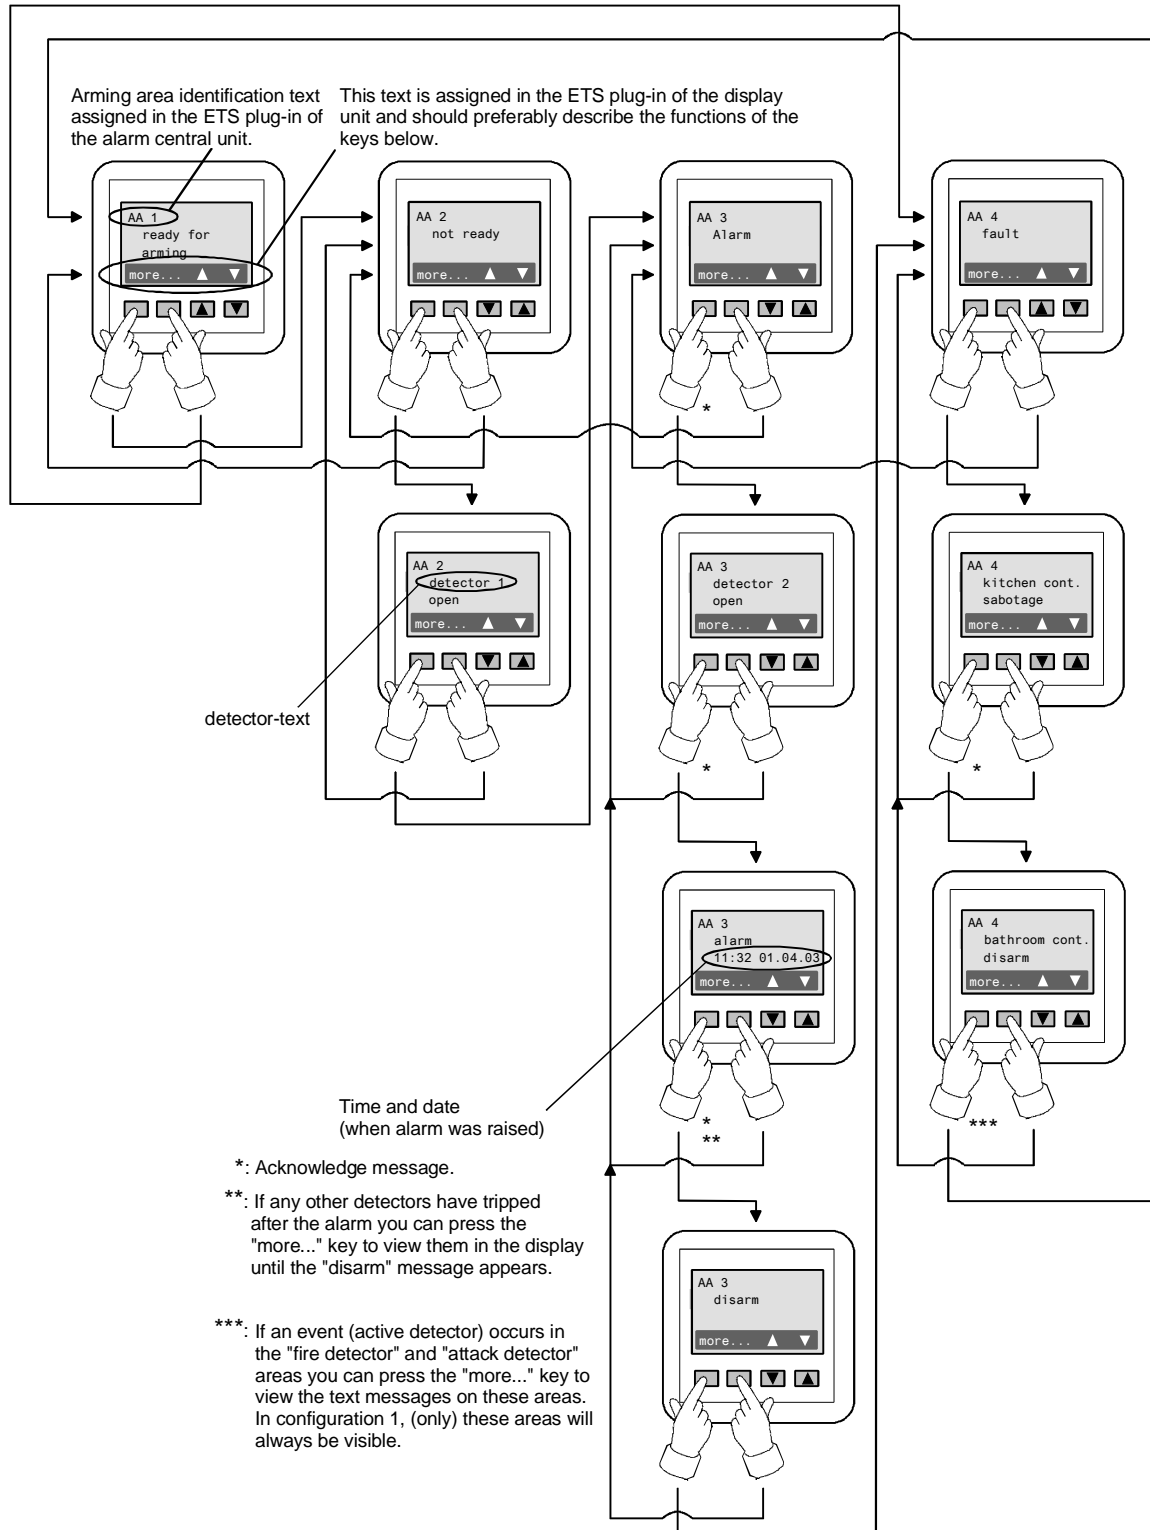 Arming area identification text
assigned in the ETS plug-in of
the alarm central unit.
This text is assigned in the ETS plug-in of the display
unit and should preferably describe the functions of the
keys below.
AA 1
ready for
arming
more... ▲ ▼
AA 2
not ready
more... ▲ ▼
AA 3
Alarm
more... ▲ ▼
AA 4
fault
more... ▲ ▼
*
AA 2
detector 1
open
more... ▲ ▼
AA 3
detector 2
open
more... ▲ ▼
AA 4
kitchen cont.
sabotage
more... ▲ ▼
detector-text
*
*
AA 3
alarm
11:32 01.04.03
more... ▲ ▼
AA 4
bathroom cont.
disarm
more... ▲ ▼
Time and date
(when alarm was raised)
*
**
***
*: Acknowledge message.
**: If any other detectors have tripped
after the alarm you can press the
"more..." key to view them in the display
until the "disarm" message appears.
AA 3
disarm
more... ▲ ▼
***: If an event (active detector) occurs in
the "fire detector" and "attack detector"
areas you can press the "more..." key to
view the text messages on these areas.
In configuration 1, (only) these areas will
always be visible.